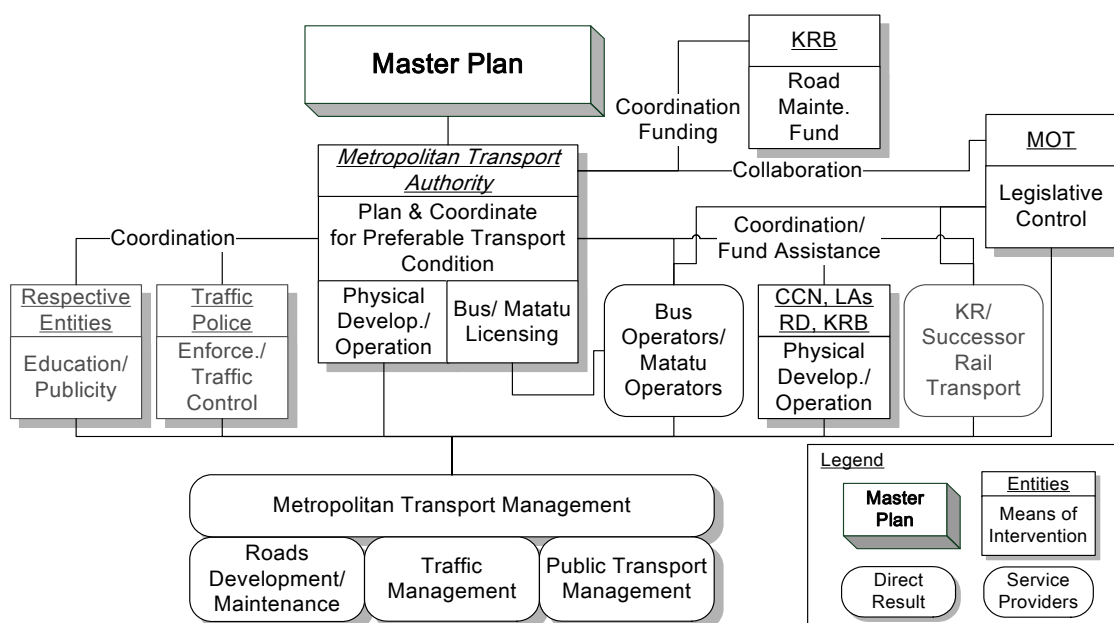 Master Plan
KRB
Road
Mainte.
Fund
Coordination
Funding
MOT
Legislative
Control
Collaboration
Metropolitan Transport
Authority
Plan & Coordinate
for Preferable Transport
Condition
Physical
Develop./
Operation
Bus/ Matatu
Licensing
Coordination
Coordination/
Fund Assistance
Respective
Entities
Education/
Publicity
Traffic
Police
Enforce./
Traffic
Control
Bus
Operators/
Matatu
Operators
CCN, LAs
RD, KRB
Physical
Develop./
Operation
KR/
Successor
Rail
Transport
Metropolitan Transport Management
Roads
Development/
Maintenance
Traffic
Management
Public Transport
Management
Legend
Master
Plan
Entities
Means of
Intervention
Direct
Result
Service
Providers